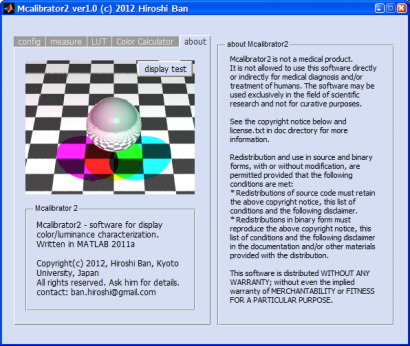 Mcalibrator2 ver1.0 (c) 2012 Hiroshi Ban
config measure LUT Color Calculator about
display test
Mcalibrator 2
Mcalibrator2 - software for display
color/luminance characterization.
Written in MATLAB 2011a
Copyright(c) 2012, Hiroshi Ban, Kyoto
University, Japan
All rights reserved. Ask him for details.
contact: ban.hiroshi@gmail.com
about Mcalibrator2
Mcalibrator2 is not a medical product.
It is not allowed to use this software directly
or indirectly for medical diagnosis and/or
treatment of humans. The software may be
used exclusively in the field of scientific
research and not for curative purposes.
See the copyright notice below and
license.txt in doc directory for more
information.
Redistribution and use in source and binary
forms, with or without modification, are
permitted provided that the following
conditions are met:
* Redistributions of source code must retain
the above copyright notice, this list of
conditions and the following disclaimer.
* Redistributions in binary form must
reproduce the above copyright notice, this
list of conditions and the following disclaimer
in the documentation and/or other materials
provided with the distribution.
This software is distributed WITHOUT ANY
WARRANTY; without even the implied
warranty of MERCHANTABILITY or FITNESS
FOR A PARTICULAR PURPOSE.